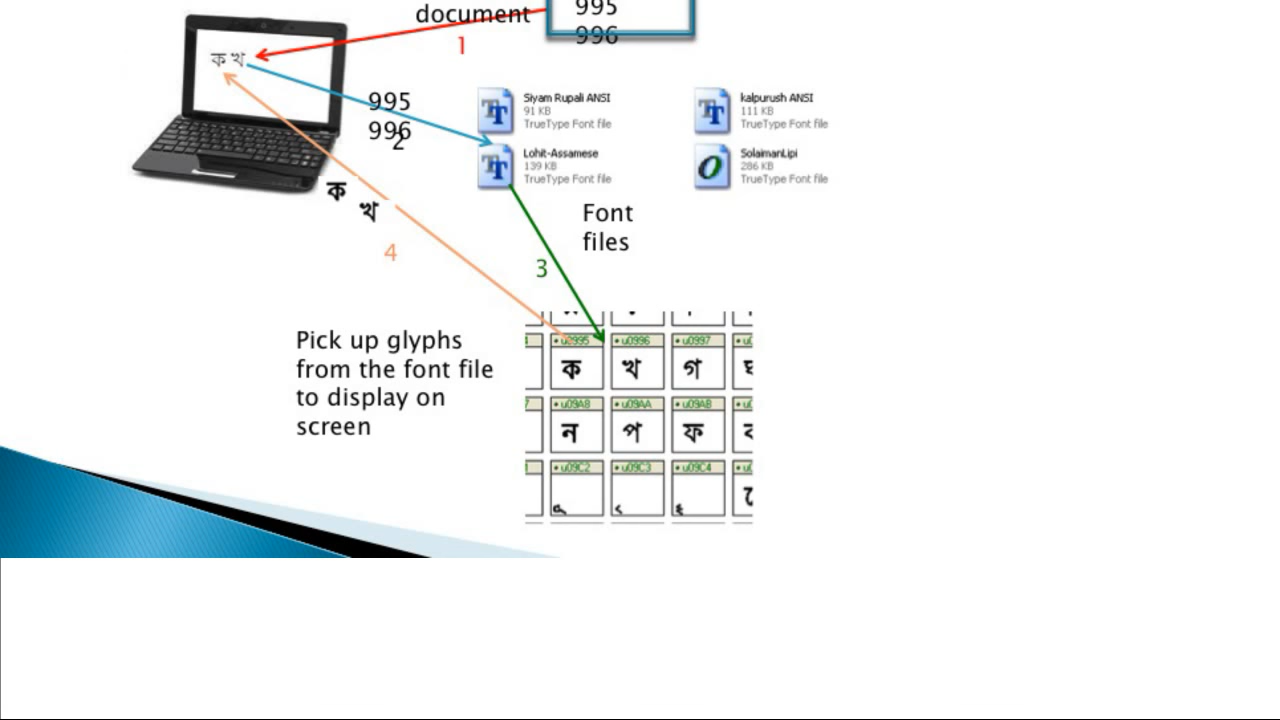 document
995
996
1
ক খ
995
996
2
Siyam Rupali ANSI
91 KB
TrueType Font file
kalpurush ANSI
111 KB
TrueType Font file
Lohit-Assamese
139 KB
TrueType Font file
SolaimanLipi
286 KB
TrueType Font file
ক
খ
Font
files
4
3
Pick up glyphs
from the font file
to display on
screen
u0995 u0996 u0997
ক খ গ
u09A8 u09AA u09AB
ন প ফ
u09C2 u09C3 u09C4
ূ ৃ ৄ